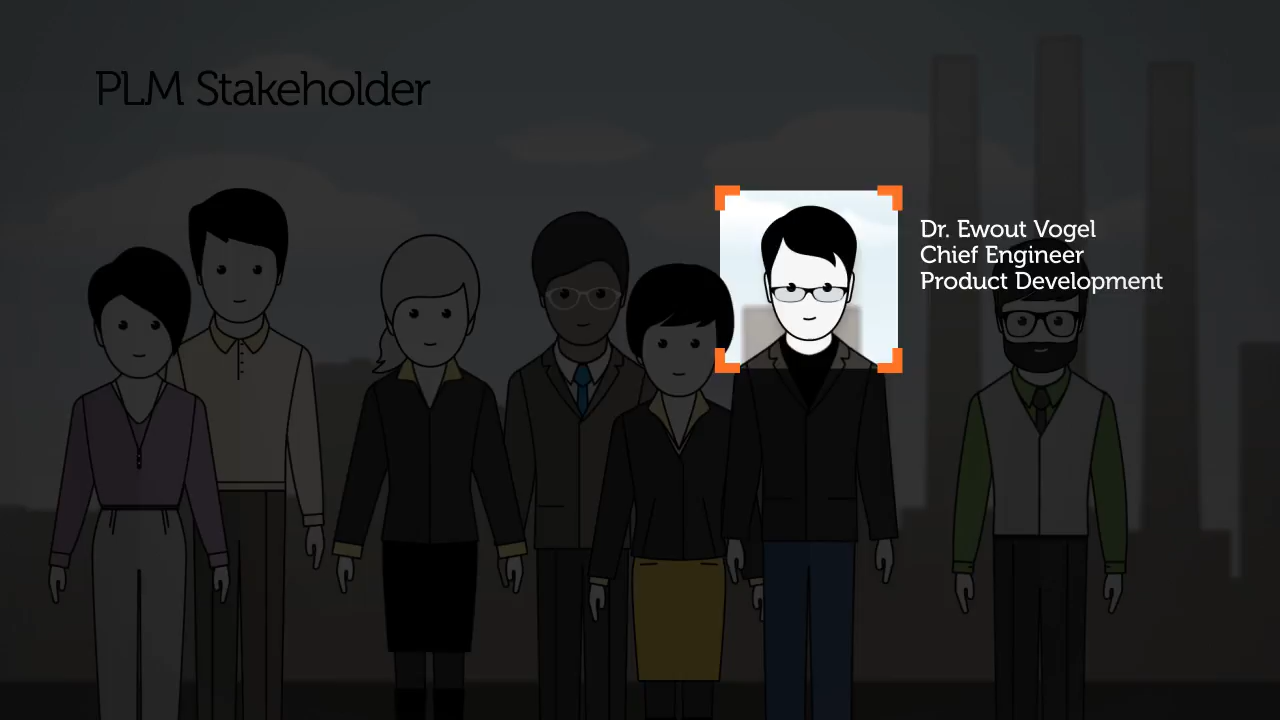 PLM Stakeholder
Dr. Ewout Vogel
Chief Engineer
Product Development